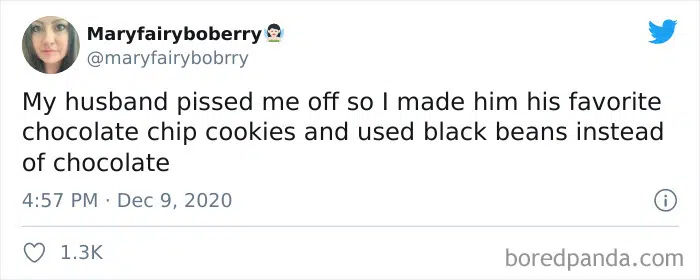 Maryfairyboberry🤷🏻‍♀️
@maryfairybobrry
My husband pissed me off so I made him his favorite
chocolate chip cookies and used black beans instead
of chocolate
4:57 PM · Dec 9, 2020
1.3K
boredpanda.com